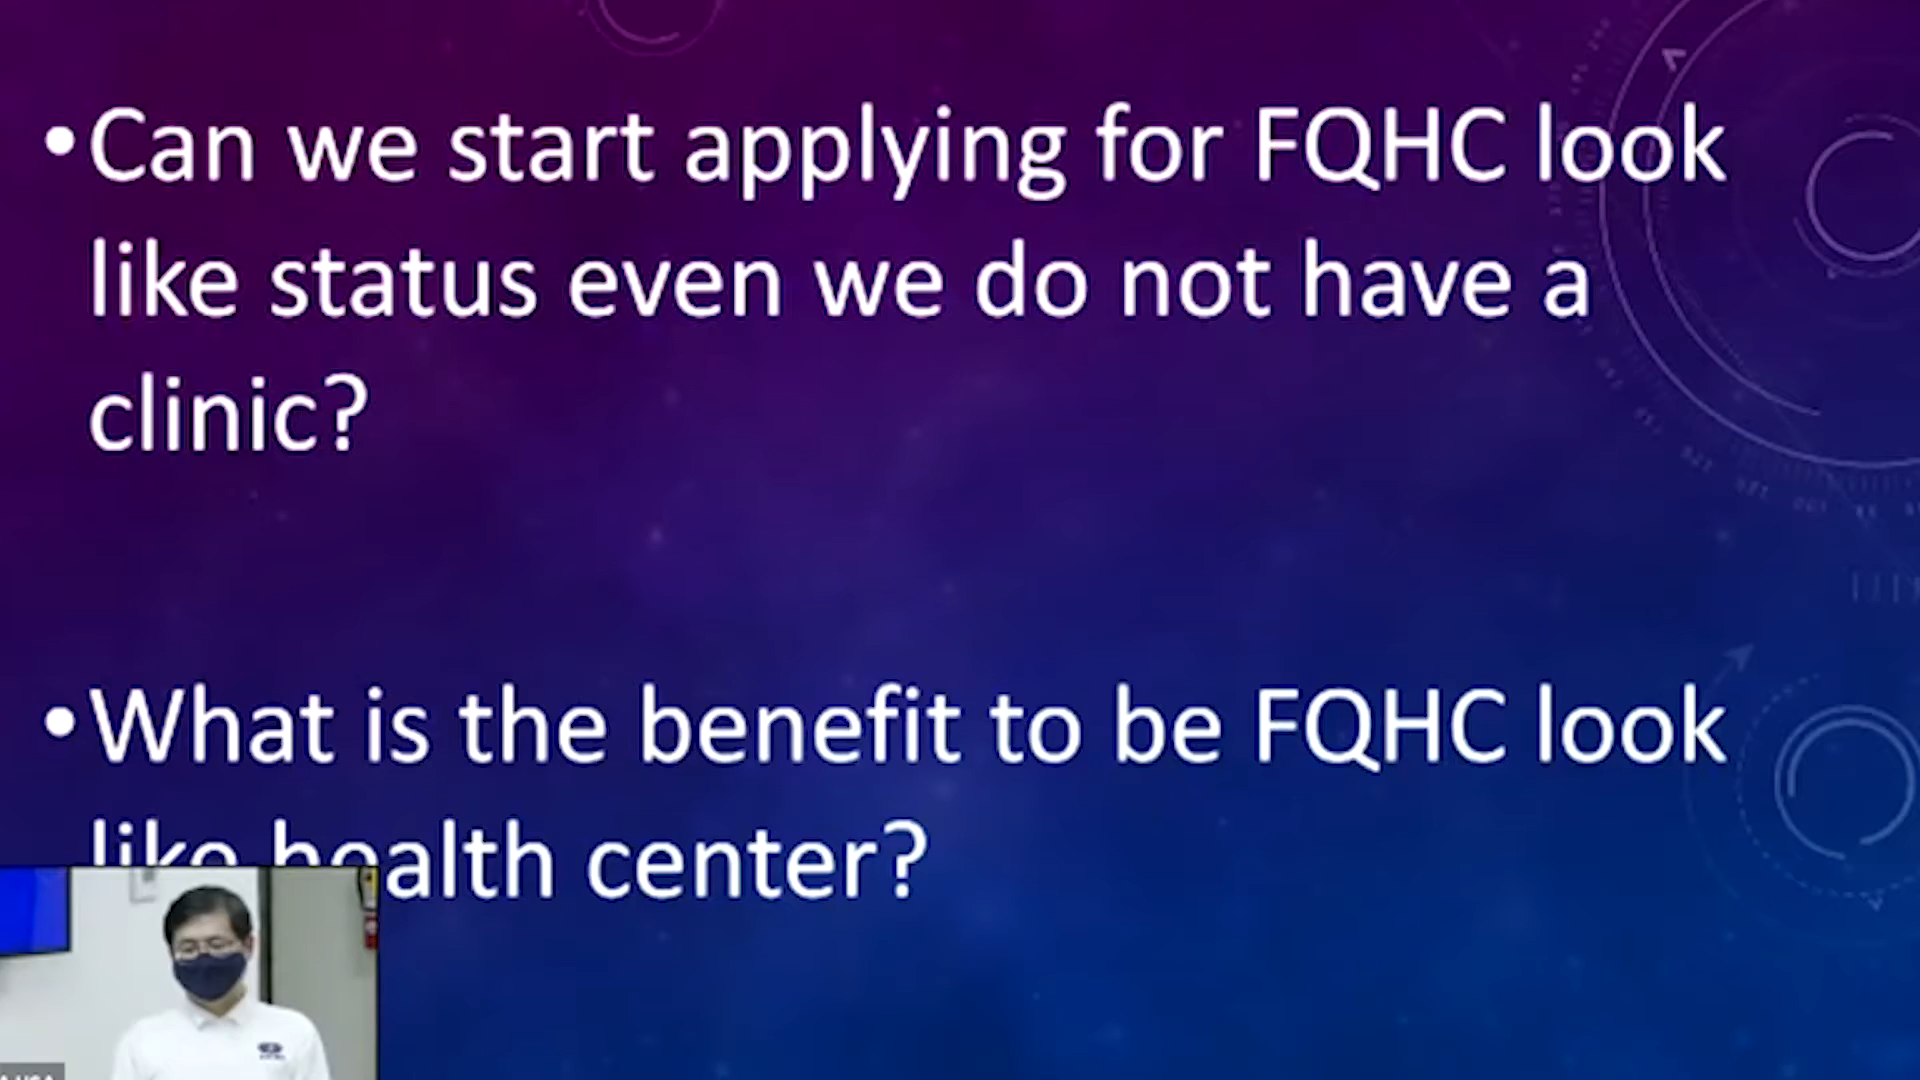 •Can we start applying for FQHC look
like status even we do not have a
clinic?
•What is the benefit to be FQHC look
like health center?